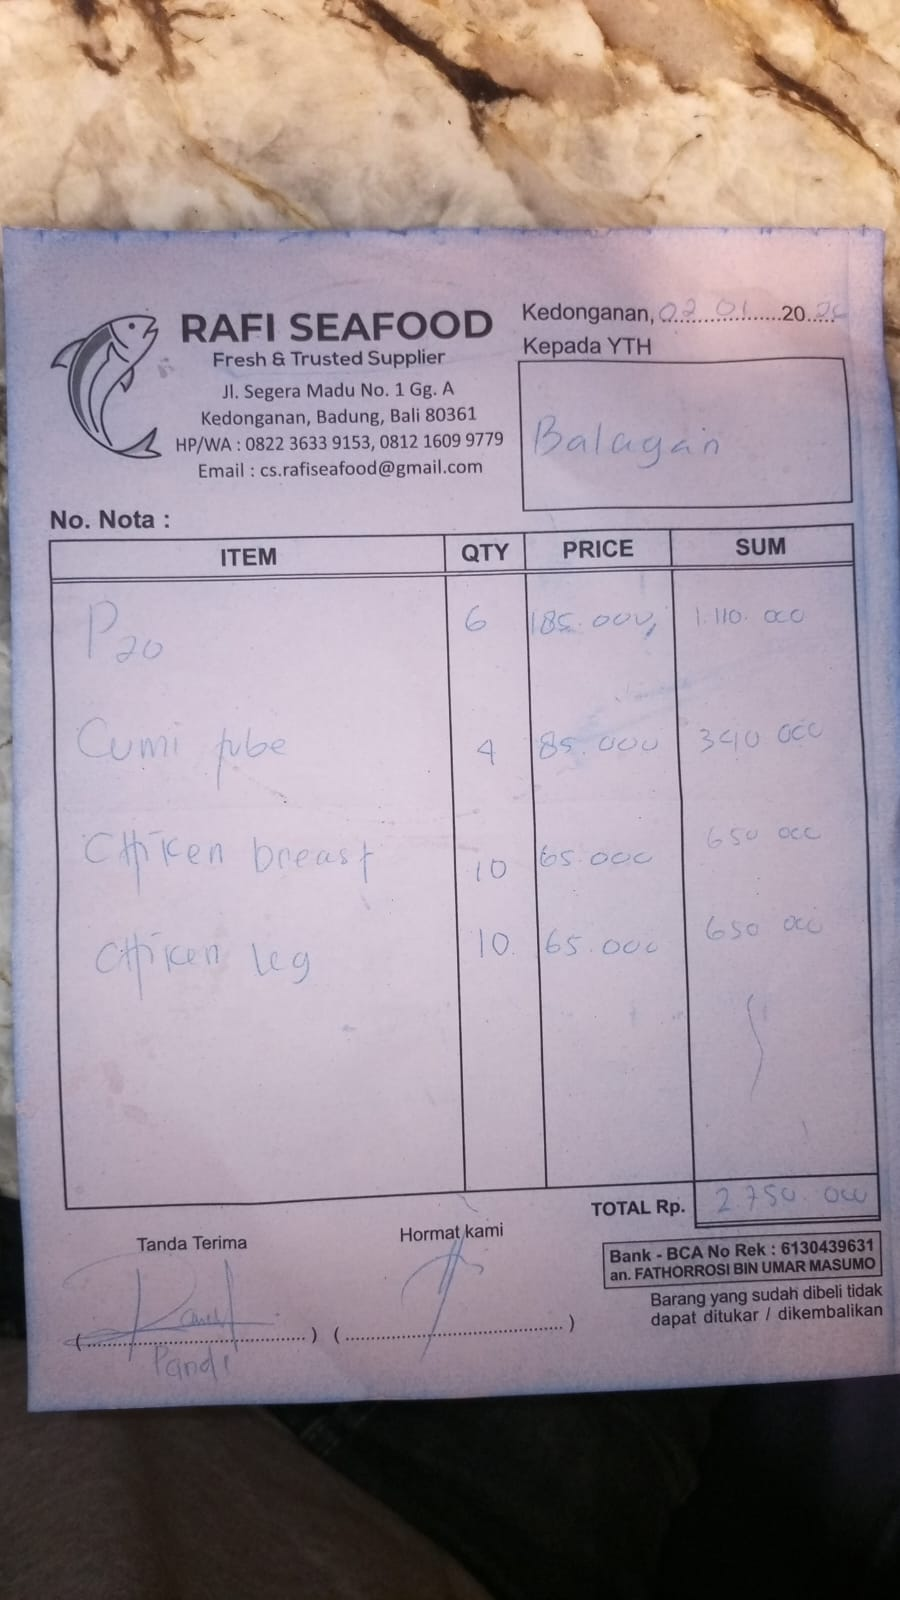 RAFI SEAFOOD
Fresh & Trusted Supplier
Jl. Segera Madu No. 1 Gg. A
Kedonganan, Badung, Bali 80361
HP/WA : 0822 3633 9153, 0812 1609 9779
Email : cs.rafiseafood@gmail.com
Kedonganan, 02 01 20
Kepada YTH
Balagan
No. Nota :
ITEM QTY PRICE SUM
P20 6 185.000, 1.110.000
Cumi tube 4 85.000 340 000
CHiken breast 10 65.000 650 000
CHiken leg 10. 65.000 650 000
TOTAL Rp. 2 750.000
Tanda Terima
Hormat kami
Bank - BCA No Rek : 6130439631
an. FATHORROSI BIN UMAR MASUMO
Barang yang sudah dibeli tidak
dapat ditukar / dikembalikan
(..............................) (..............................)
Pandi